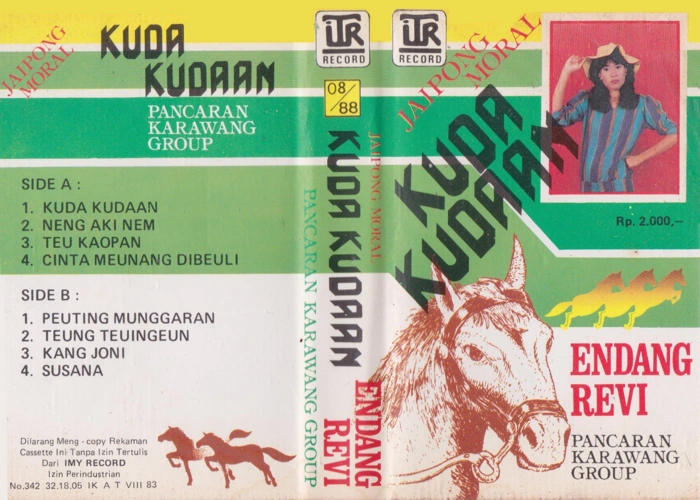 JAIPONG
MORAL
KUDA
KUDAAN
PANCARAN
KARAWANG
GROUP
SIDE A :
1. KUDA KUDAAN
2. NENG AKI NEM
3. TEU KAOPAN
4. CINTA MEUNANG DIBEULI
SIDE B :
1. PEUTING MUNGGARAN
2. TEUNG TEUINGEUN
3. KANG JONI
4. SUSANA
Dilarang Meng - copy Rekaman
Cassette Ini Tanpa Izin Tertulis
Dari IMY RECORD
Izin Perindustrian
No.342 32.18.05 IK A T VIII 83
ITR
RECORD
08/88
JAIPONG MORAL
KUDA KUDAAN
PANCARAN KARAWANG GROUP
ENDANG
REVI
ITR
RECORD
JAIPONG MORAL
KUDA
KUDAAN
Rp. 2.000,-
ENDANG
REVI
PANCARAN
KARAWANG
GROUP